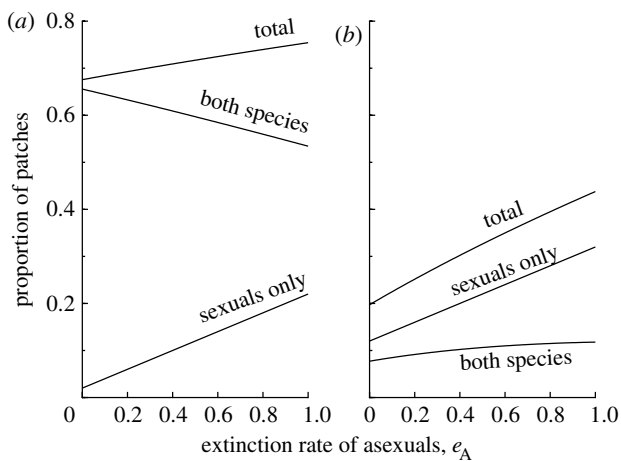 (a)
(b)
0.8
0.6
0.4
0.2
0
proportion of patches
total
both species
sexuals only
total
sexuals only
both species
0.2 0.4 0.6 0.8 1.0
0 0.2 0.4 0.6 0.8 1.0
extinction rate of asexuals, eA